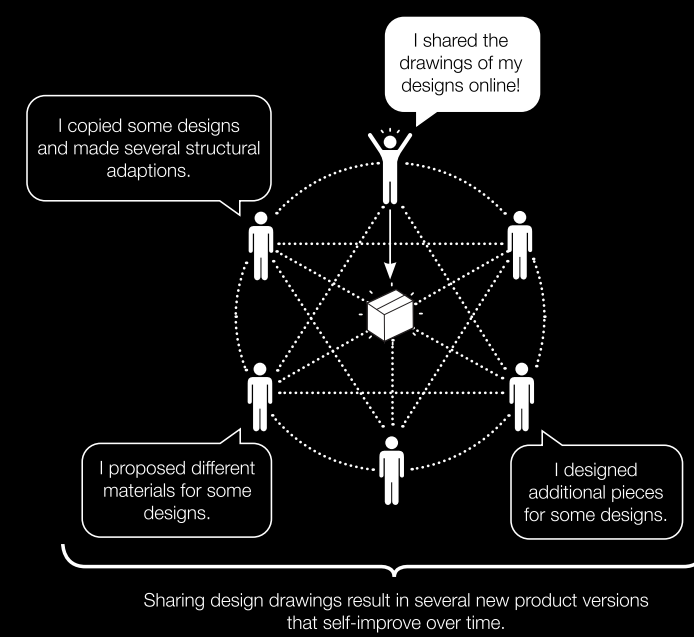 I shared the
drawings of my
designs online!
I copied some designs
and made several structural
adaptions.
I proposed different
materials for some
designs.
I designed
additional pieces
for some designs.
Sharing design drawings result in several new product versions
that self-improve over time.